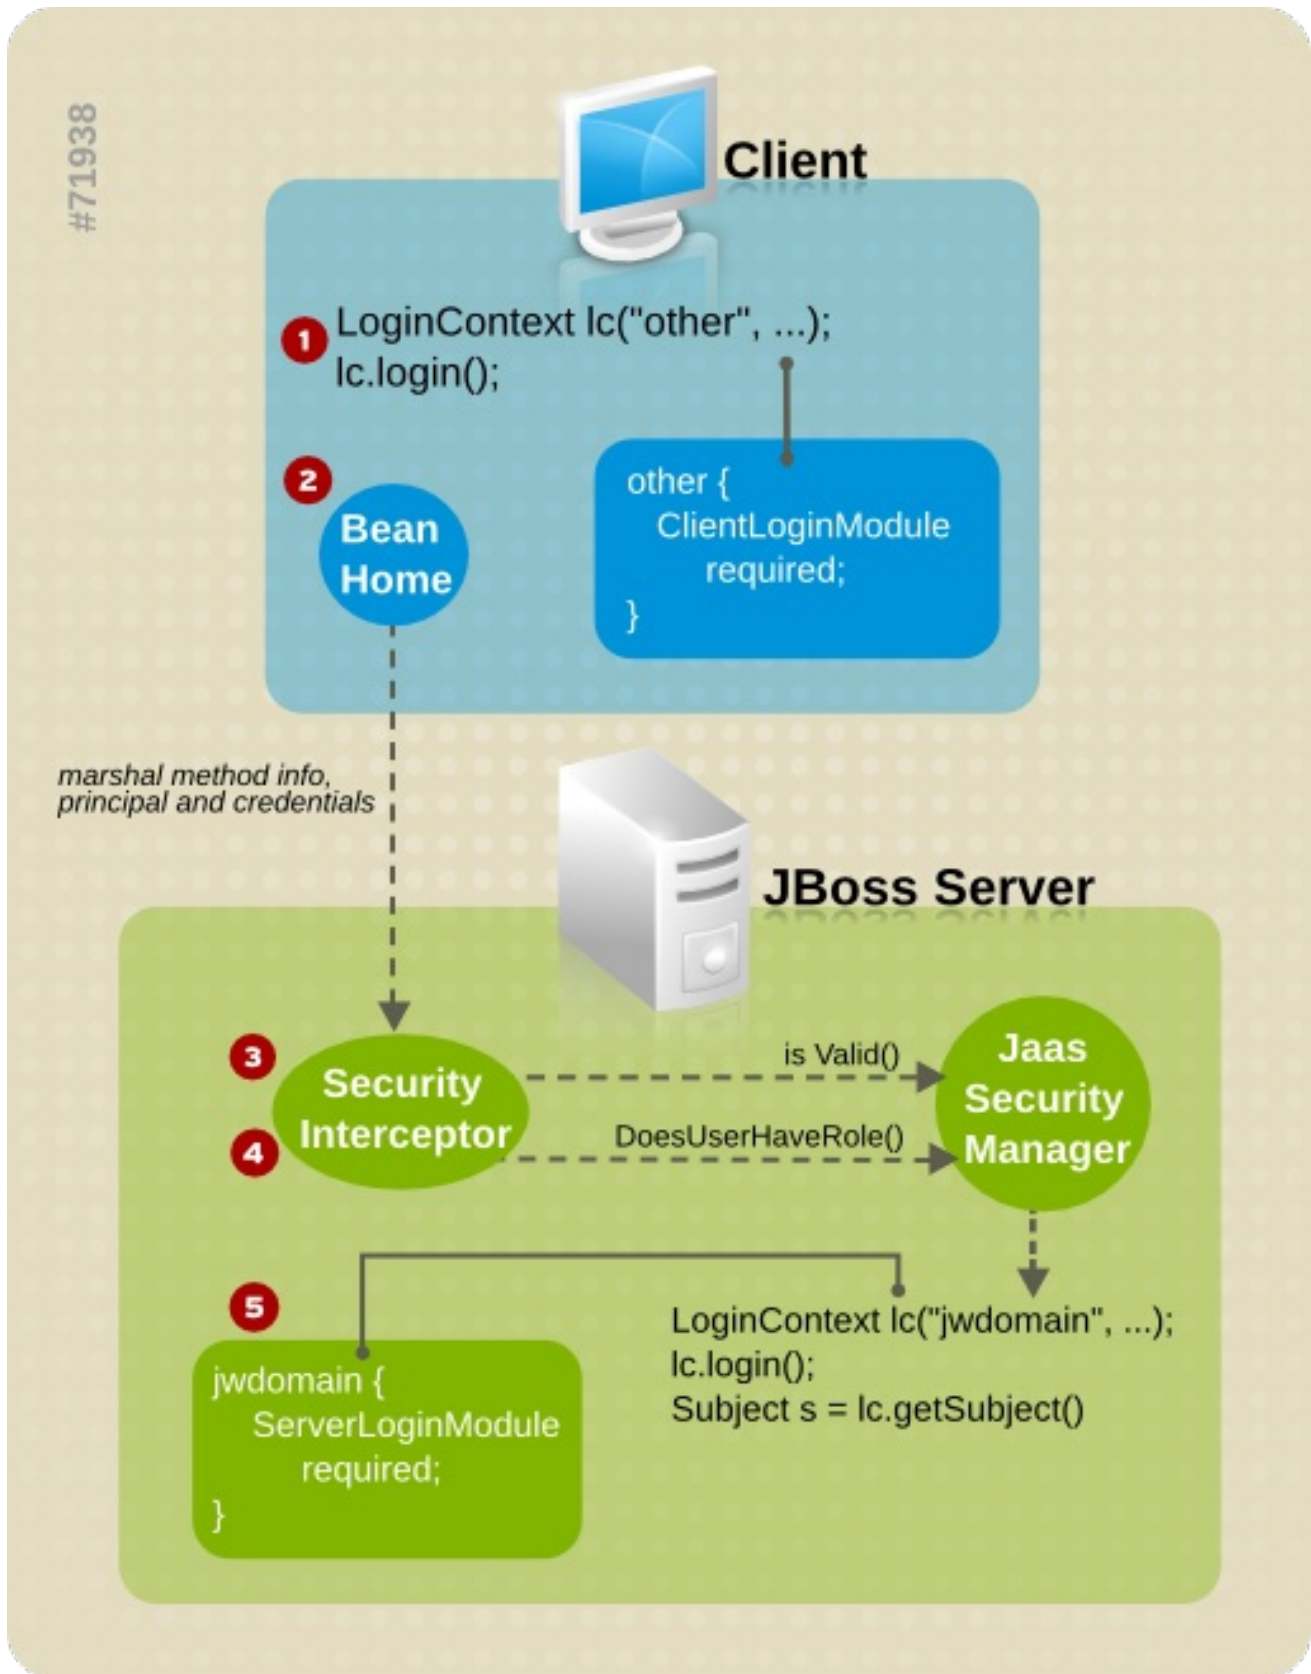 #71938
Client
1
LoginContext lc("other", ...);
lc.login();
2
Bean
Home
other {
ClientLoginModule
required;
}
marshal method info,
principal and credentials
JBoss Server
3
Security
Interceptor
4
is Valid()
DoesUserHaveRole()
Jaas
Security
Manager
5
jwdomain {
ServerLoginModule
required;
}
LoginContext lc("jwdomain", ...);
lc.login();
Subject s = lc.getSubject()